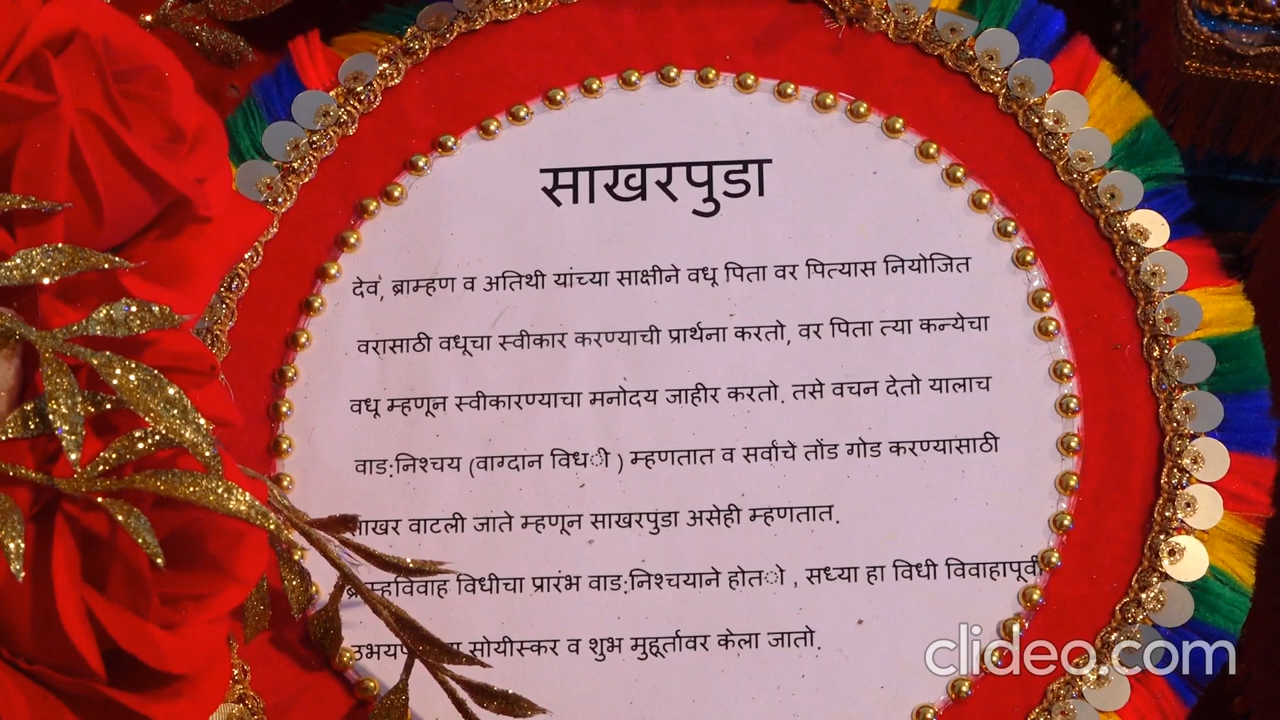 साखरपुडा
देव, ब्राम्हण व अतिथी यांच्या साक्षीने वधू पिता वर पित्यास नियोजित
वरासाठी वधूचा स्वीकार करण्याची प्रार्थना करतो, वर पिता त्या कन्येचा
वधू म्हणून स्वीकारण्याचा मनोदय जाहीर करतो. तसे वचन देतो यालाच
वाड:निश्चय (वाग्दान विध◌ी ) म्हणतात व सर्वांचे तोंड गोड करण्यासाठी
साखर वाटली जाते म्हणून साखरपुडा असेही म्हणतात.
ब्राम्हविवाह विधीचा प्रारंभ वाड:निश्चयाने होत◌ो , सध्या हा विधी विवाहापूर्वी
सोयीस्कर व शुभ मुहूर्तावर केला जातो.
clideo.com